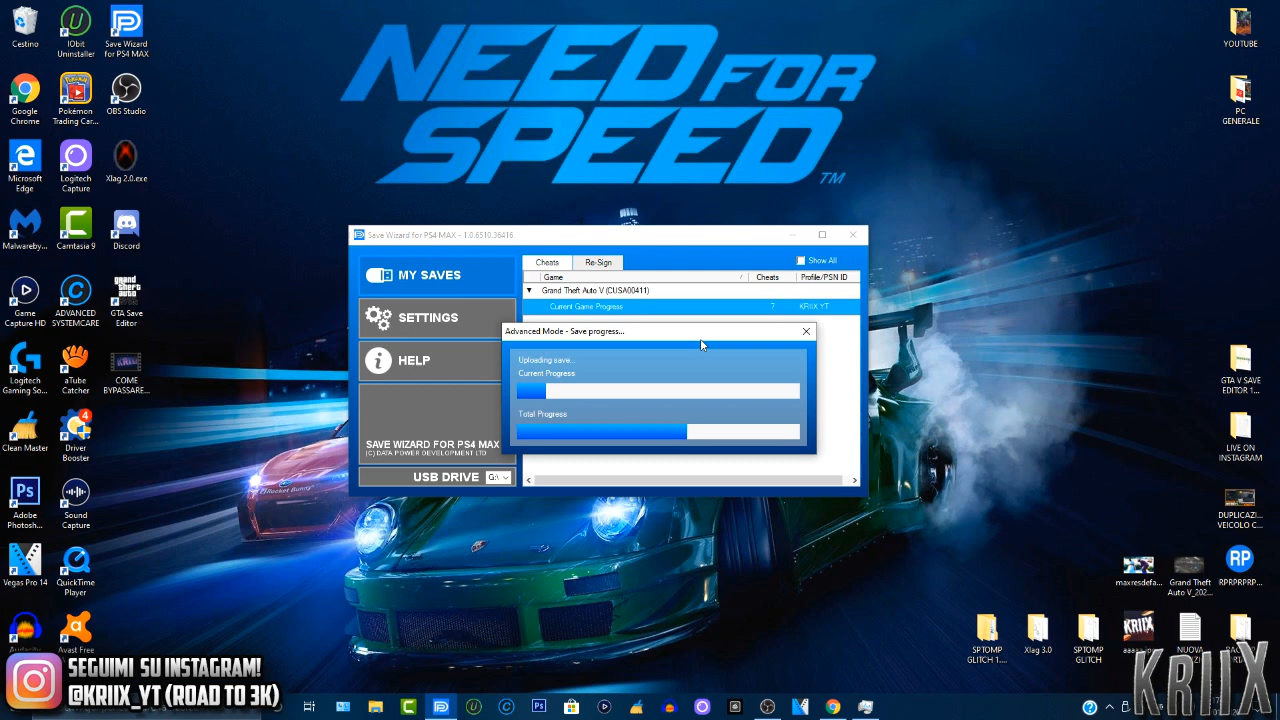 NEED FOR
SPEED
TM
Cestino
IObit
Uninstaller
Save Wizard
for PS4 MAX
Google
Chrome
Pokémon
Trading Car...
OBS Studio
Microsoft
Edge
Logitech
Capture
Xlag 2.0.exe
Malwareby...
Camtasia 9
Discord
Game
Capture HD
ADVANCED
SYSTEMCARE
GTA Save
Editor
Logitech
Gaming So...
aTube
Catcher
COME
BYPASSARE...
Clean Master
Driver
Booster
4
Adobe
Photosh...
Sound
Capture
Vegas Pro 14
QuickTime
Player
Audacity
Avast Free
YOUTUBE
PC
GENERALE
GTA V SAVE
EDITOR 1...
LIVE ON
INSTAGRAM
DUPLICAZI...
VEICOLO C...
maxresdefa...
Grand Theft
Auto V_202...
RP
RPRPRPRP...
SPTOMP
GLITCH 1....
Xlag 3.0
SPTOMP
GLITCH
NUOVA
Save Wizard for PS4 MAX - 1.0.6510.36416
MY SAVES
SETTINGS
HELP
SAVE WIZARD FOR PS4 MAX
(C) DATA POWER DEVELOPMENT LTD
USB DRIVE
G:\
Cheats
Re-Sign
Show All
Game
Cheats
Profile/PSN ID
Grand Theft Auto V (CUSA00411)
Current Game Progress
7
KRIIX YT
Advanced Mode - Save progress...
Uploading save...
Current Progress
Total Progress
Rocket Bunny
SEGUIMI SU INSTAGRAM!
@KRIIX_YT (ROAD TO 3K)
KRIIX